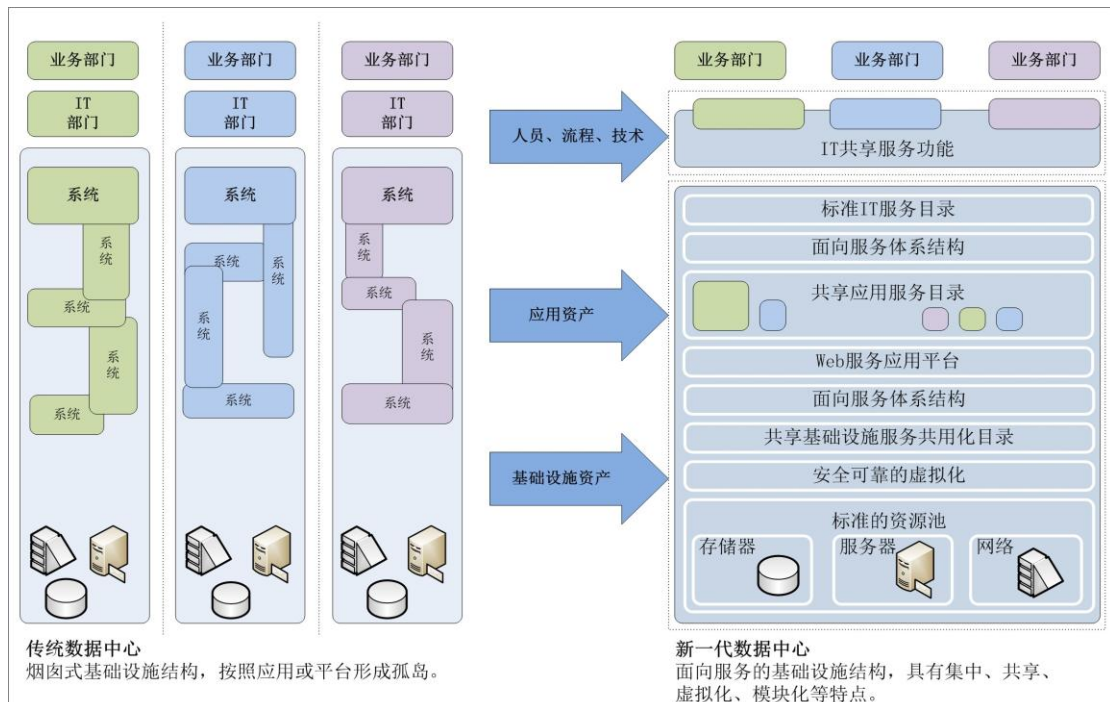 业务部门
IT
部门
系统
系统
系统
系统
系统
业务部门
IT
部门
系统
系统
系统
系统
系统
业务部门
IT
部门
系统
系统
系统
系统
系统
传统数据中心
烟囱式基础设施结构，按照应用或平台形成孤岛。
人员、流程、技术
应用资产
基础设施资产
业务部门
业务部门
业务部门
IT共享服务功能
标准IT服务目录
面向服务体系结构
共享应用服务目录
Web服务应用平台
面向服务体系结构
共享基础设施服务共用化目录
安全可靠的虚拟化
标准的资源池
存储器
服务器
网络
新一代数据中心
面向服务的基础设施结构，具有集中、共享、
虚拟化、模块化等特点。